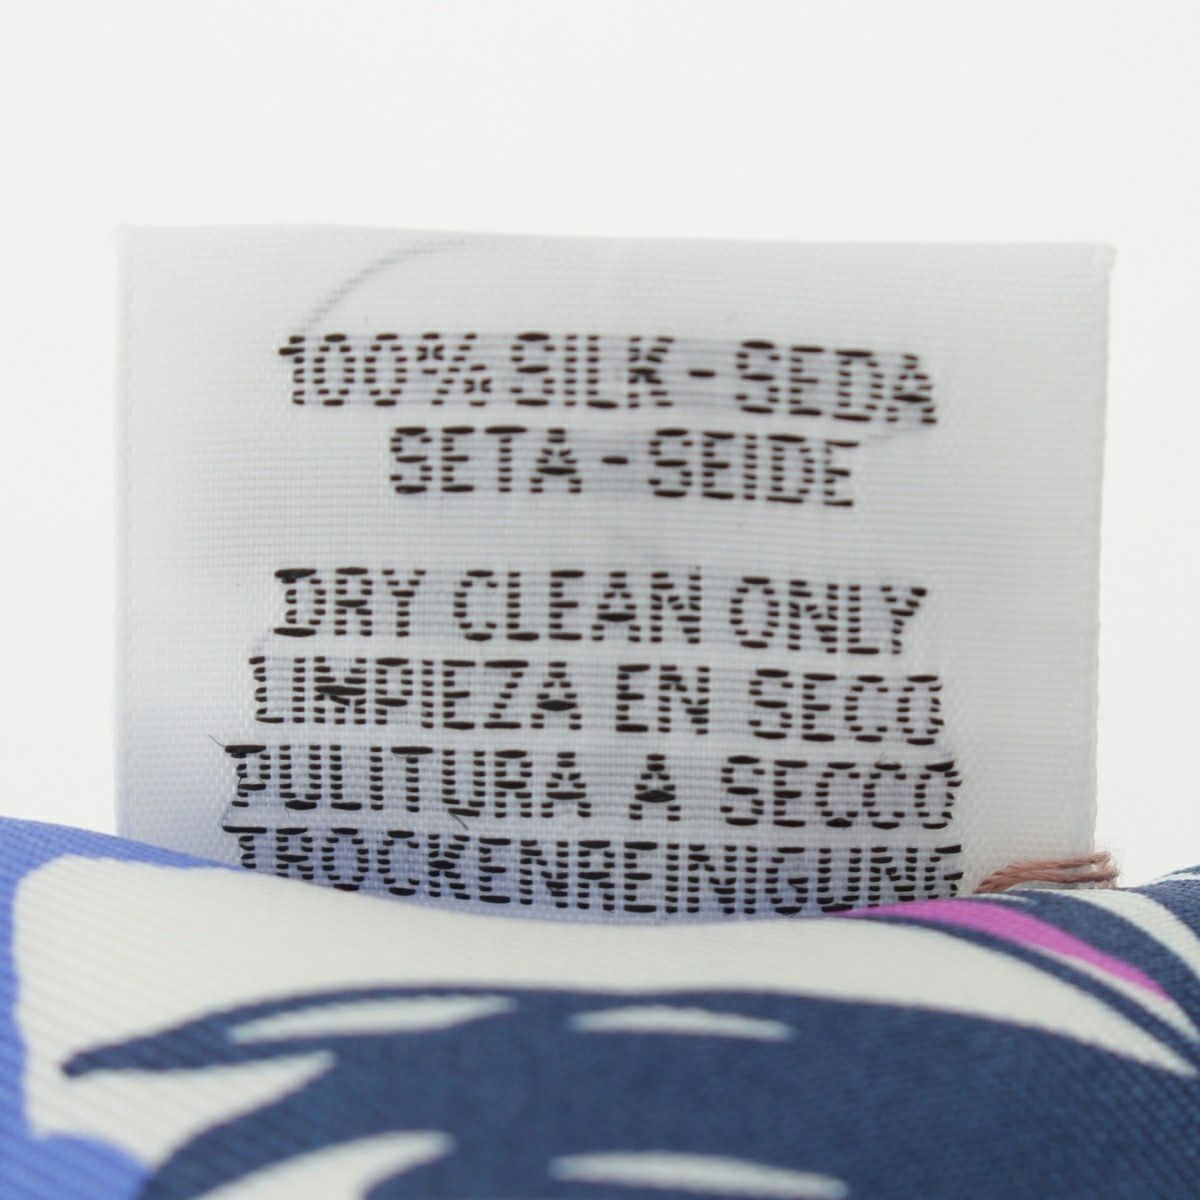 100% SILK - SEDA
SETA - SEIDE
DRY CLEAN ONLY
LIMPIEZA EN SECO
PULITURA A SECCO
TROCKENREINIGUNG